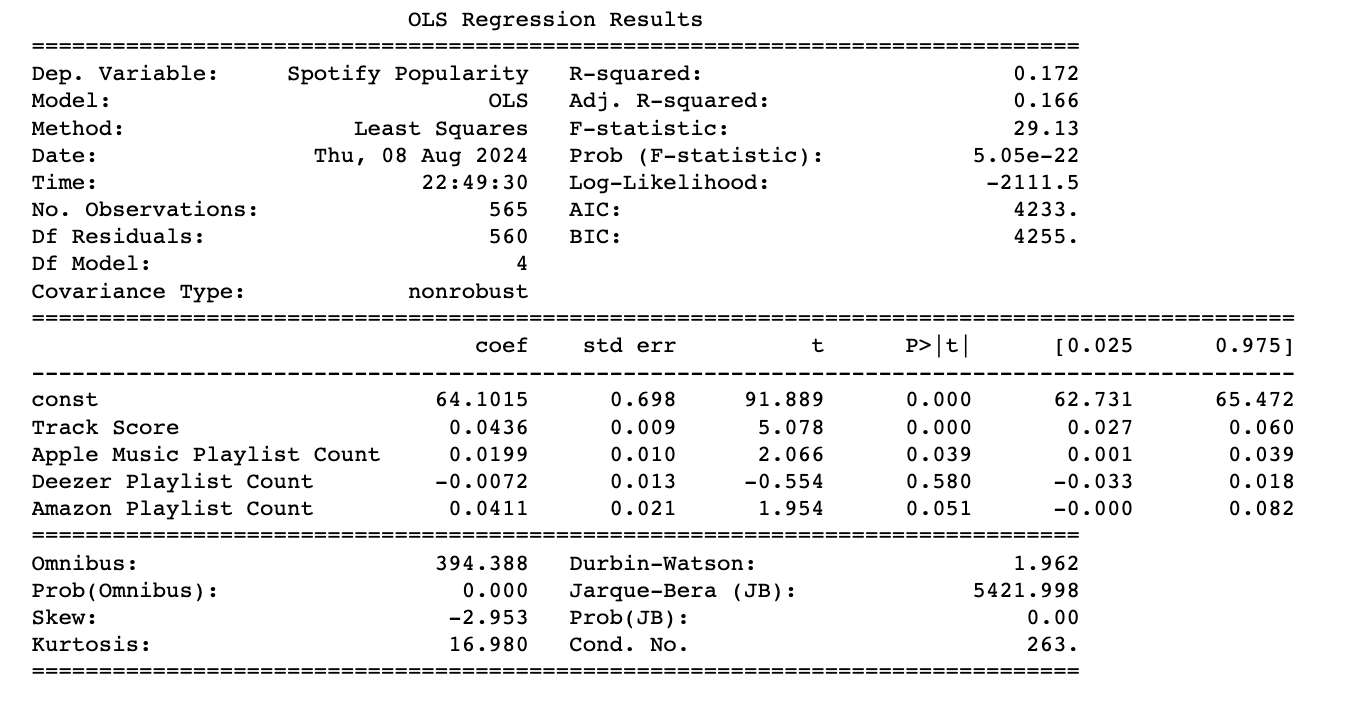 OLS Regression Results
==============================================================================
Dep. Variable: Spotify Popularity R-squared: 0.172
Model: OLS Adj. R-squared: 0.166
Method: Least Squares F-statistic: 29.13
Date: Thu, 08 Aug 2024 Prob (F-statistic): 5.05e-22
Time: 22:49:30 Log-Likelihood: -2111.5
No. Observations: 565 AIC: 4233.
Df Residuals: 560 BIC: 4255.
Df Model: 4
Covariance Type: nonrobust
==============================================================================================
coef std err t P>|t| [0.025 0.975]
----------------------------------------------------------------------------------------------
const 64.1015 0.698 91.889 0.000 62.731 65.472
Track Score 0.0436 0.009 5.078 0.000 0.027 0.060
Apple Music Playlist Count 0.0199 0.010 2.066 0.039 0.001 0.039
Deezer Playlist Count -0.0072 0.013 -0.554 0.580 -0.033 0.018
Amazon Playlist Count 0.0411 0.021 1.954 0.051 -0.000 0.082
==============================================================================
Omnibus: 394.388 Durbin-Watson: 1.962
Prob(Omnibus): 0.000 Jarque-Bera (JB): 5421.998
Skew: -2.953 Prob(JB): 0.00
Kurtosis: 16.980 Cond. No. 263.
==============================================================================